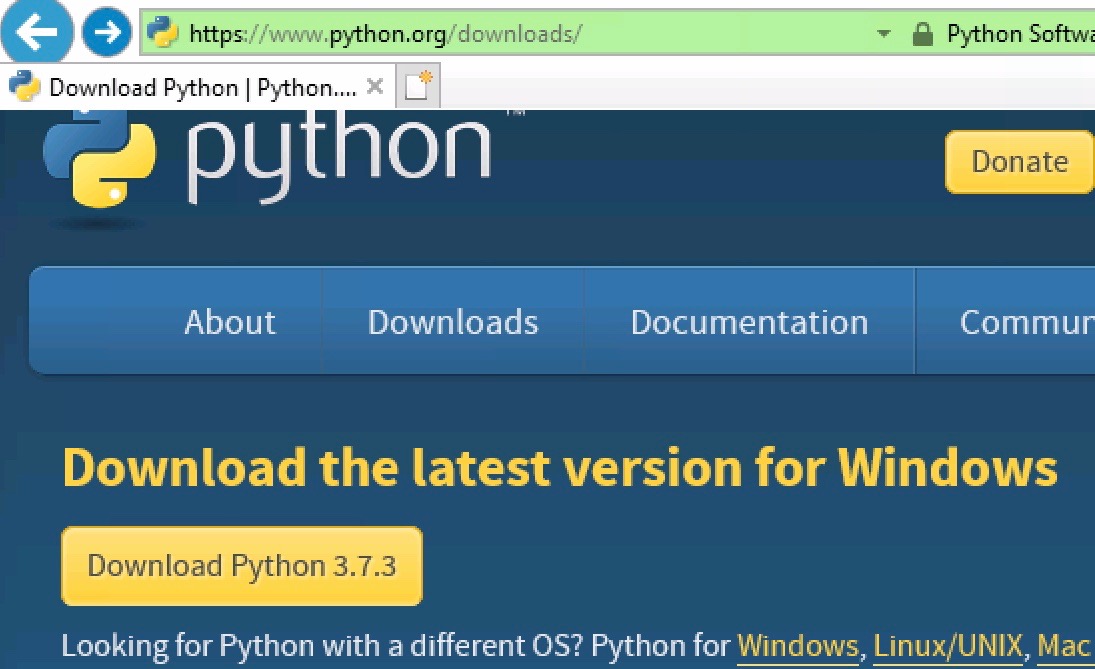 https://www.python.org/downloads/ Python Softwa
Download Python | Python....
python™
Donate
About Downloads Documentation Commun
Download the latest version for Windows
Download Python 3.7.3
Looking for Python with a different OS? Python for Windows, Linux/UNIX, Mac